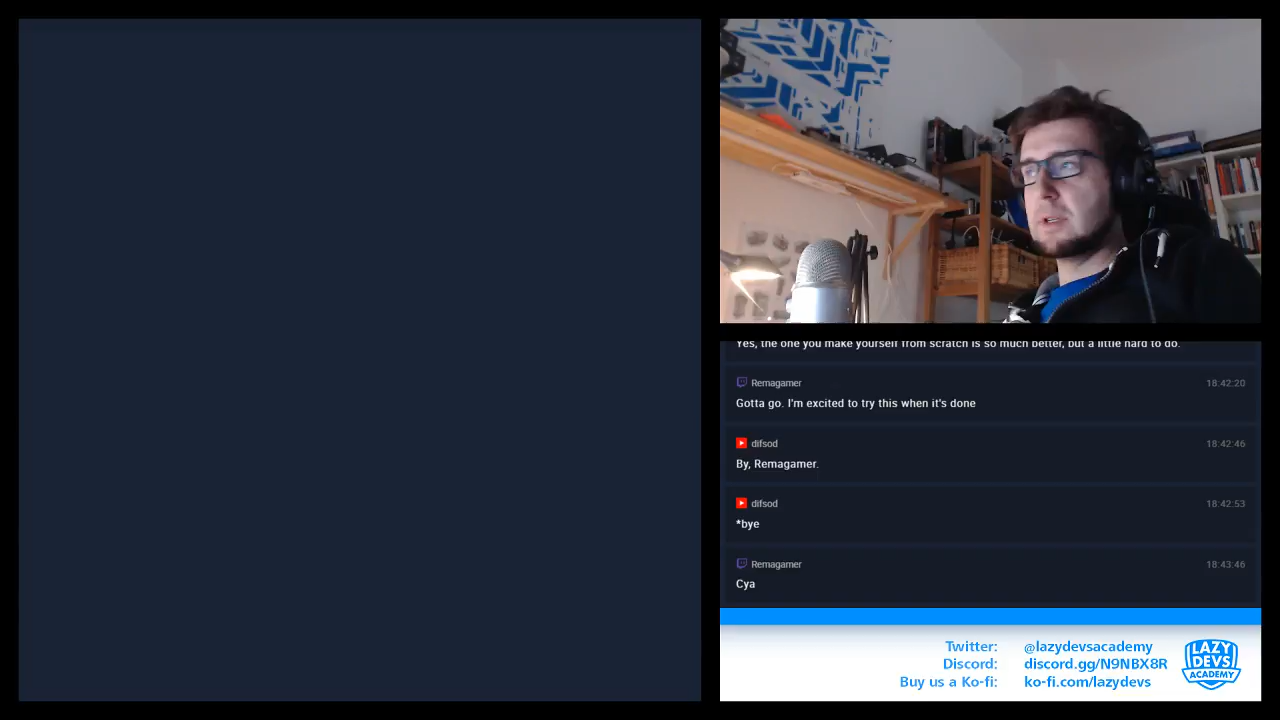 Yes, the one you make yourself from scratch is so much better, but a little hard to do.
Remagamer 18:42:20
Gotta go. I'm excited to try this when it's done
difsod 18:42:46
By, Remagamer.
difsod 18:42:53
*bye
Remagamer 18:43:46
Cya
Twitter: @lazydevsacademy
Discord: discord.gg/N9NBX8R
Buy us a Ko-fi: ko-fi.com/lazydevs
LAZY
DEVS
ACADEMY